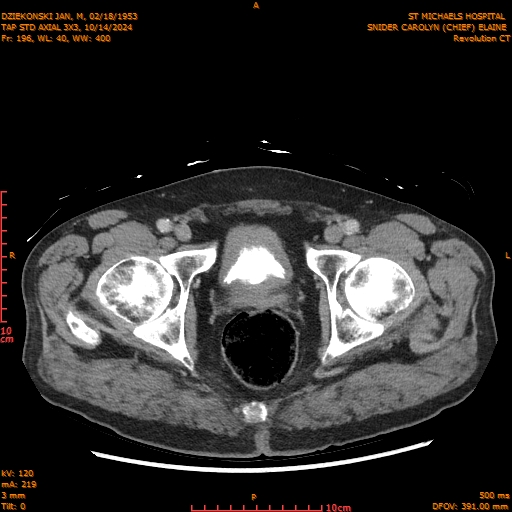 DZIEKONSKI JAN, M, 02/18/1953
TAP STD AXIAL 3X3, 10/14/2024
Fr: 196, WL: 40, WW: 400
A
ST MICHAELS HOSPITAL
SNIDER CAROLYN (CHIEF) ELAINE
Revolution CT
R
L
10
cm
kV: 120
mA: 219
3 mm
Tilt: 0
P
10cm
500 ms
DFOV: 391.00 mm